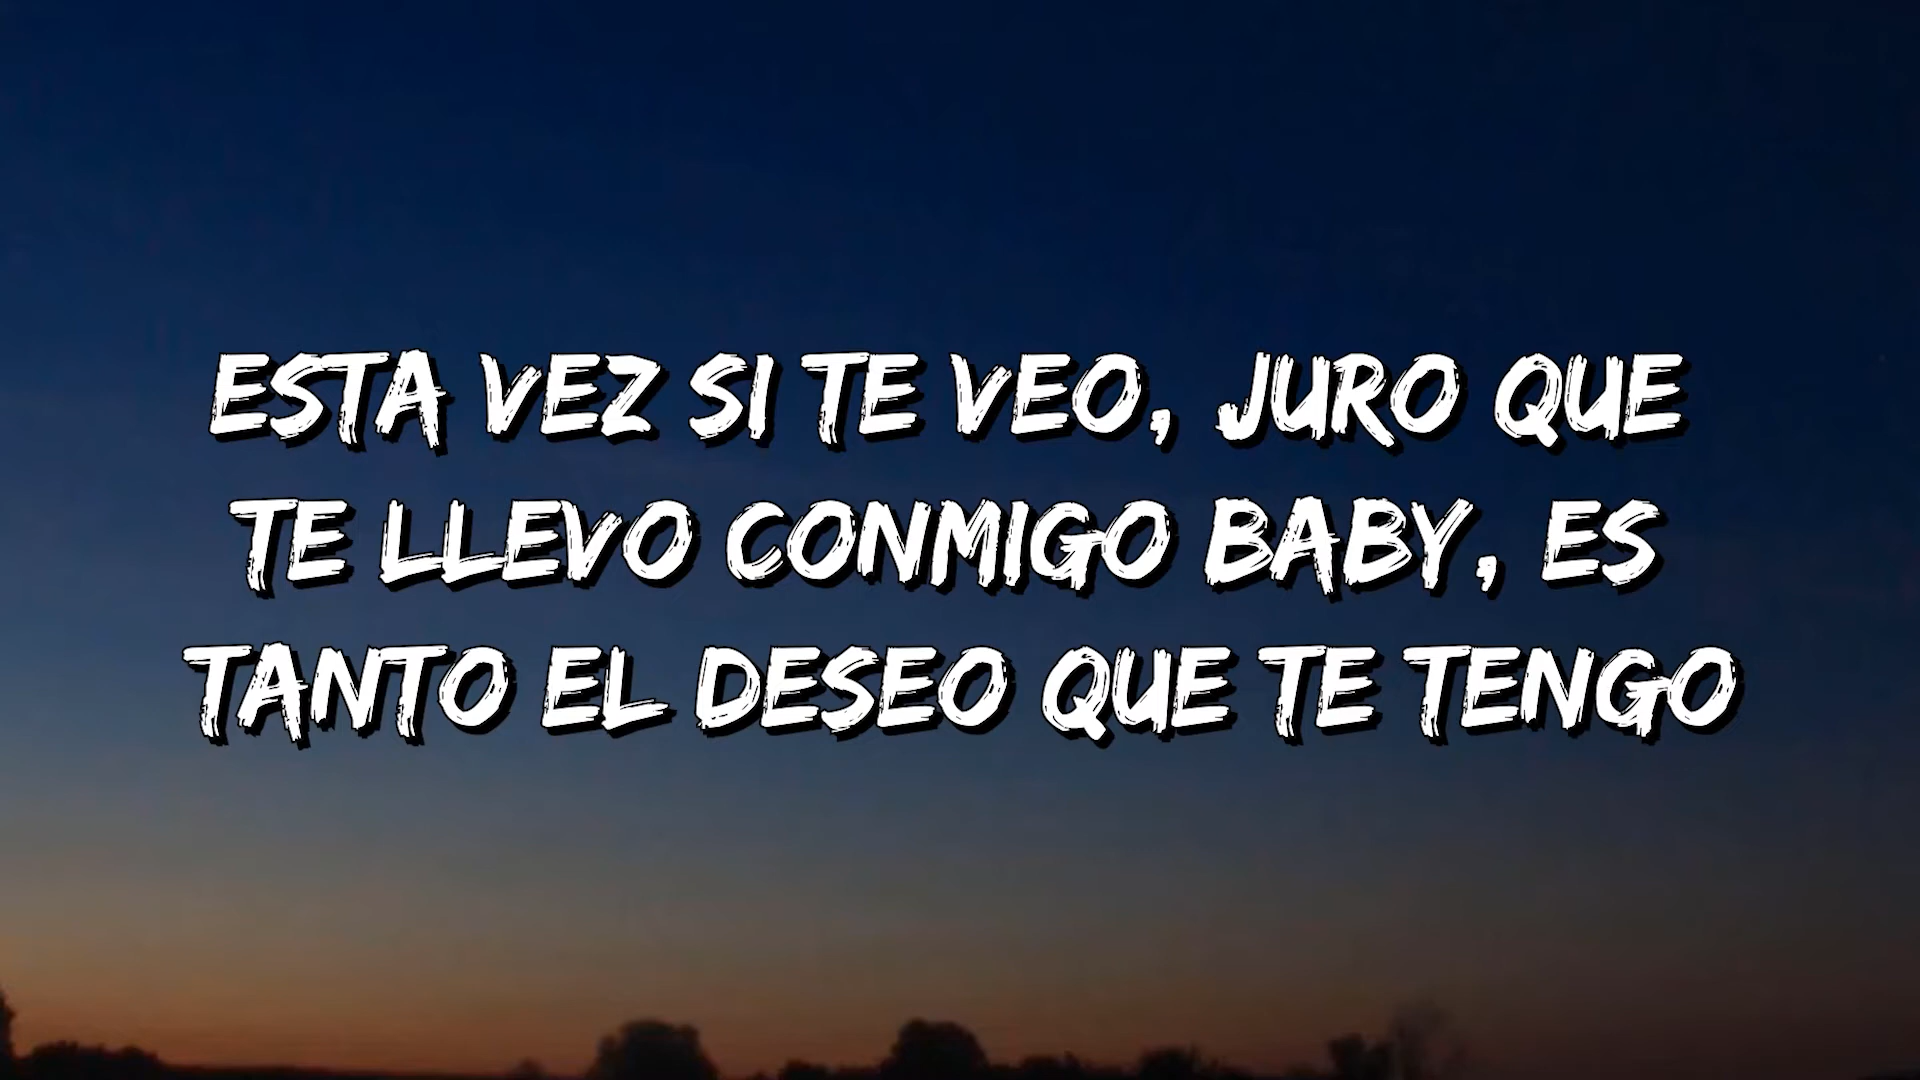 ESTA VEZ SI TE VEO, JURO QUE
TE LLEVO CONMIGO BABY, ES
TANTO EL DESEO QUE TE TENGO